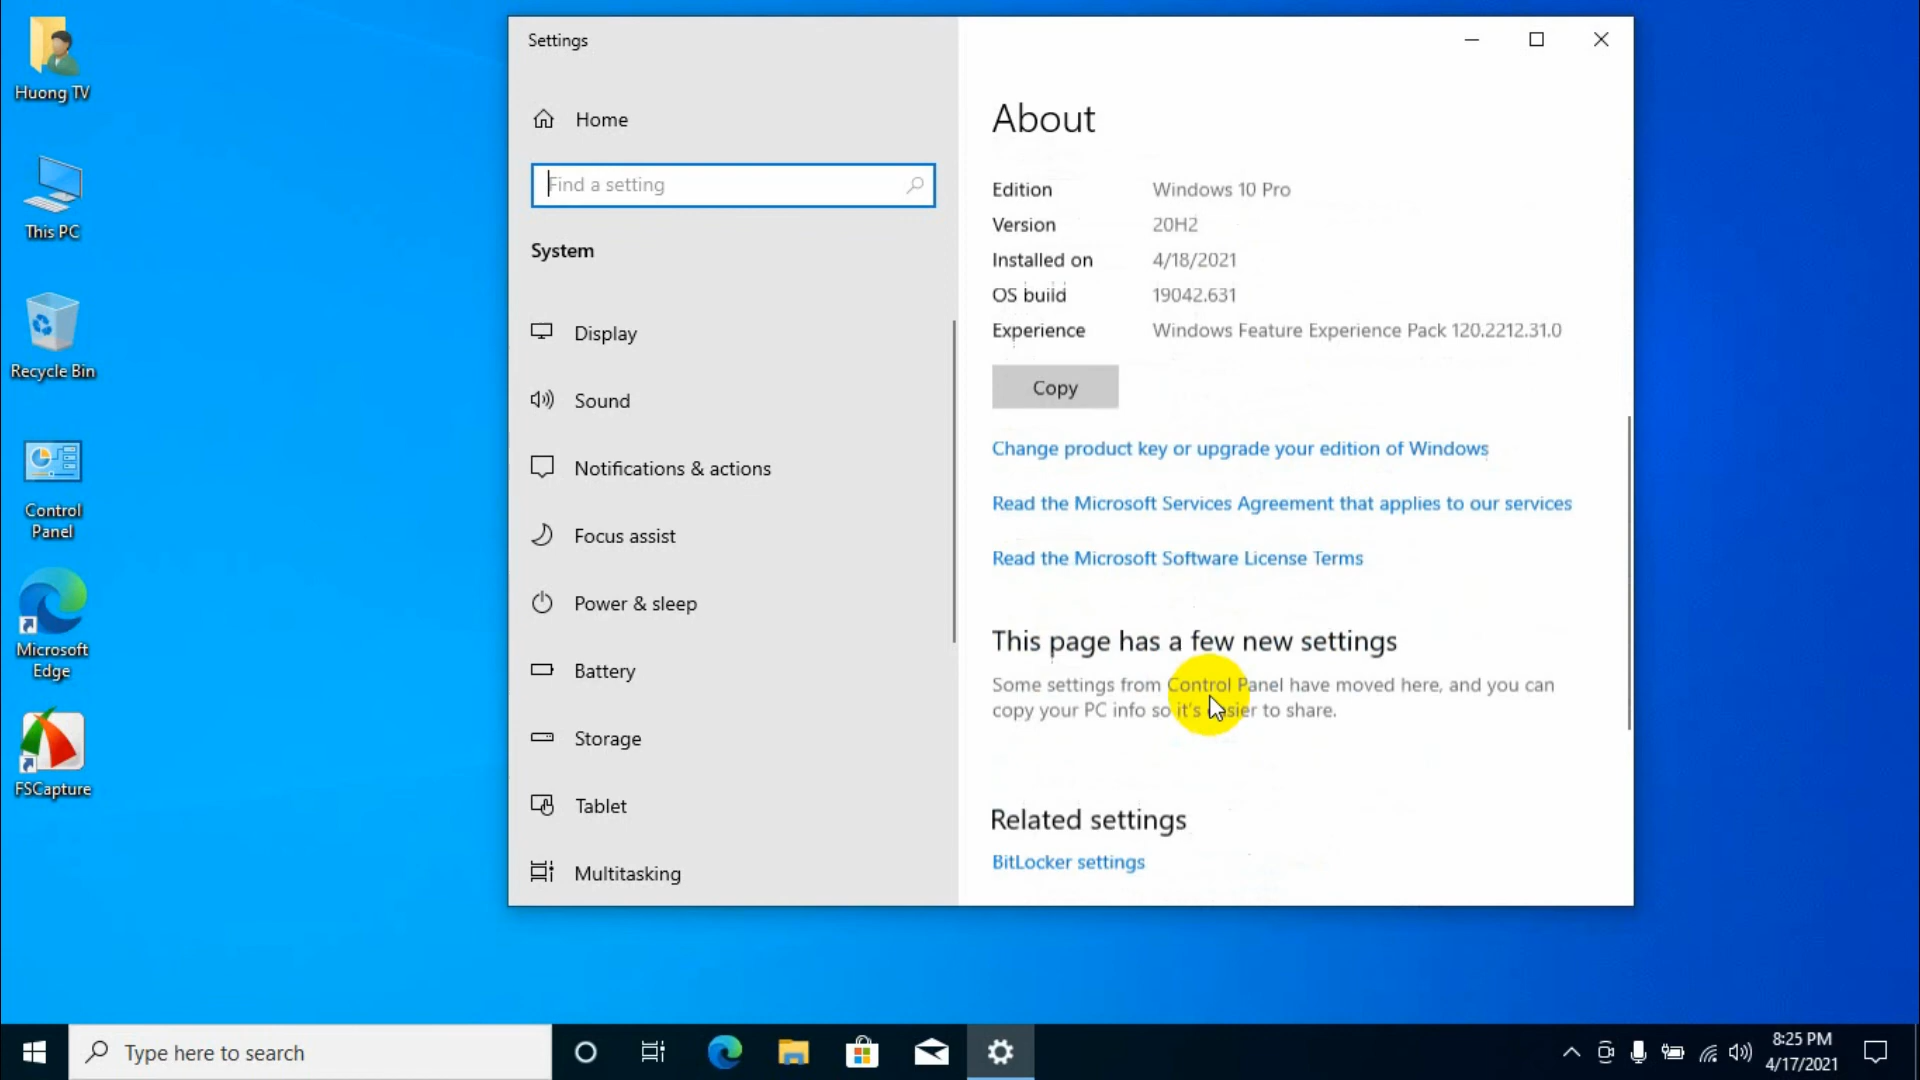 Huong TV
This PC
Recycle Bin
Control
Panel
Microsoft
Edge
FSCapture
Settings
Home
Find a setting
System
Display
Sound
Notifications & actions
Focus assist
Power & sleep
Battery
Storage
Tablet
Multitasking
About
Edition Windows 10 Pro
Version 20H2
Installed on 4/18/2021
OS build 19042.631
Experience Windows Feature Experience Pack 120.2212.31.0
Copy
Change product key or upgrade your edition of Windows
Read the Microsoft Services Agreement that applies to our services
Read the Microsoft Software License Terms
This page has a few new settings
Some settings from Control Panel have moved here, and you can
copy your PC info so it's easier to share.
Related settings
BitLocker settings
Type here to search
8:25 PM
4/17/2021